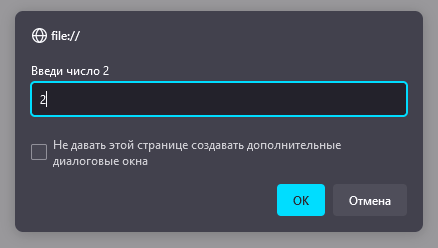 file://
Введи число 2
2
Не давать этой странице создавать дополнительные
диалоговые окна
OK
Отмена